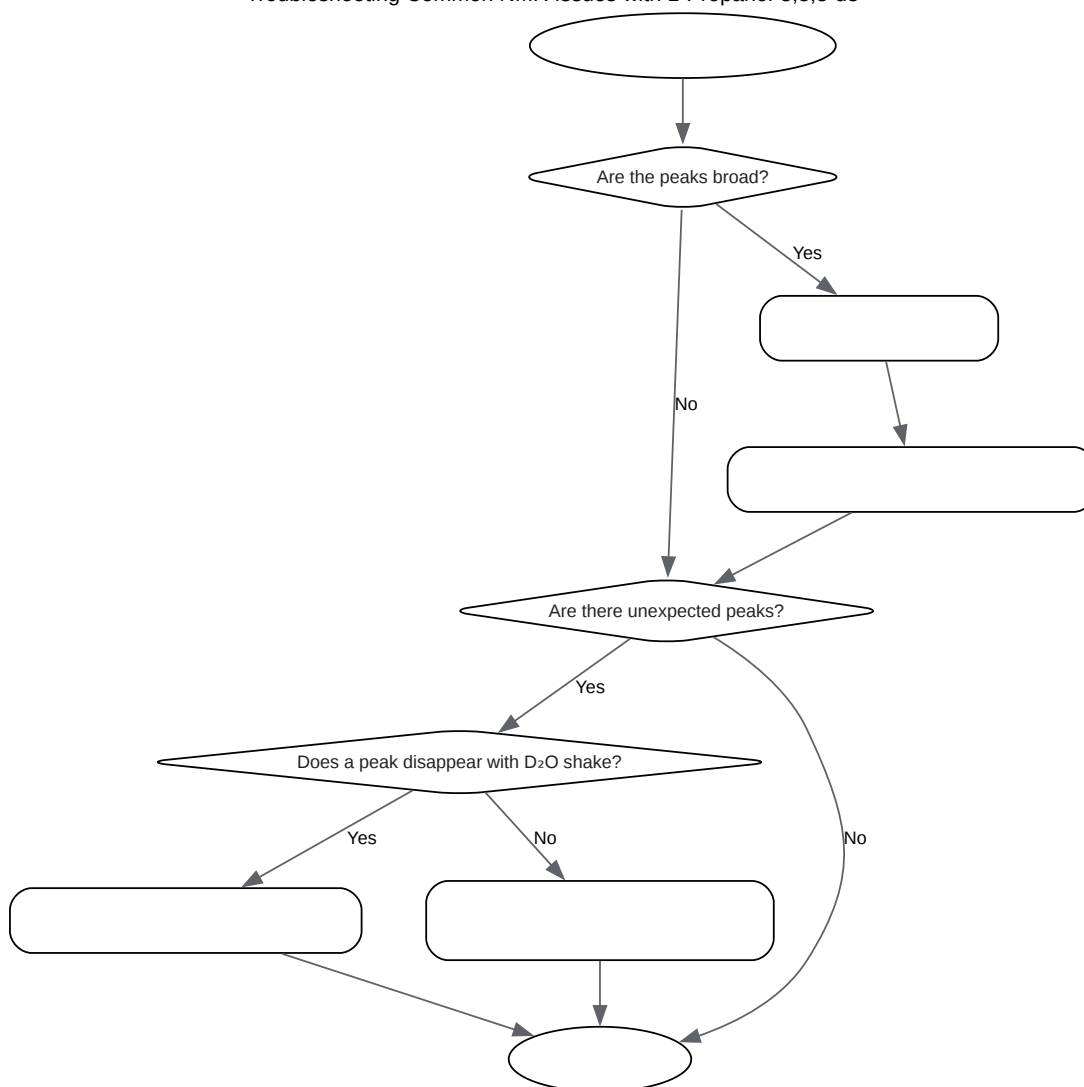 Are the peaks broad?
Yes
No
Are there unexpected peaks?
Yes
Does a peak disappear with D₂O shake?
Yes
No
No